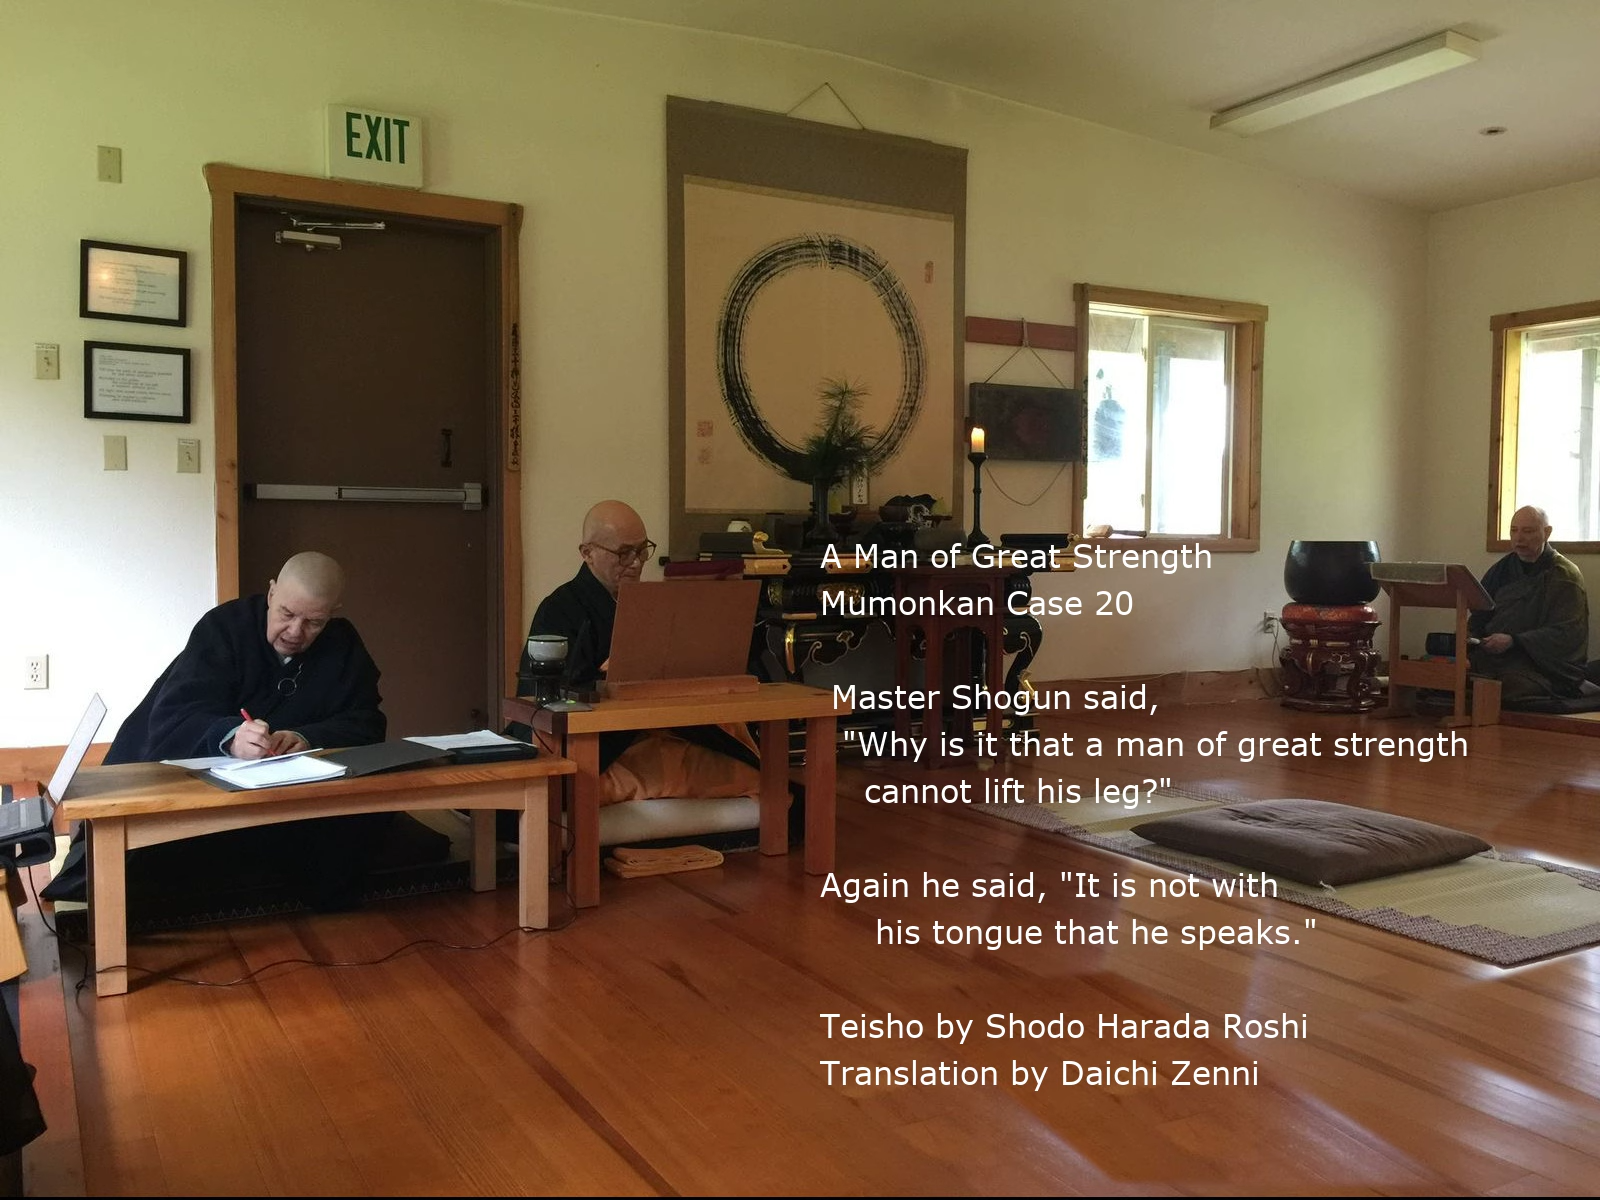 EXIT
A Man of Great Strength
Mumonkan Case 20
Master Shogun said,
"Why is it that a man of great strength
cannot lift his leg?"
Again he said, "It is not with
his tongue that he speaks."
Teisho by Shodo Harada Roshi
Translation by Daichi Zenni